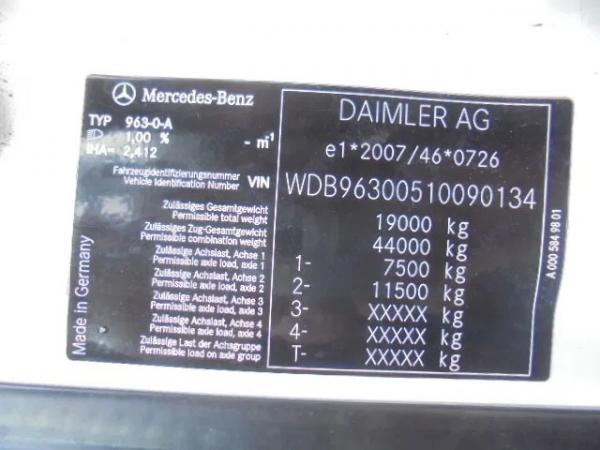 Mercedes-Benz
TYP 963-0-A
1,00 % - m⁻¹
IHA= 2,412
Fahrzeugidentifizierungsnummer
Vehicle Identification Number VIN
Zulässiges Gesamtgewicht
Permissible total weight
Zulässiges Zug-Gesamtgewicht
Permissible combination weight
Zulässige Achslast, Achse 1
Permissible axle load, axle 1
Zulässige Achslast, Achse 2
Permissible axle load, axle 2
Zulässige Achslast, Achse 3
Permissible axle load, axle 3
Zulässige Achslast, Achse 4
Permissible axle load, axle 4
Zulässige Last der Achsgruppe
Permissible load on axle group
Made in Germany
DAIMLER AG
e1*2007/46*0726
WDB96300510090134
19000 kg
44000 kg
1- 7500 kg
2- 11500 kg
3- XXXXX kg
4- XXXXX kg
T- XXXXX kg
A 000 584 98 01